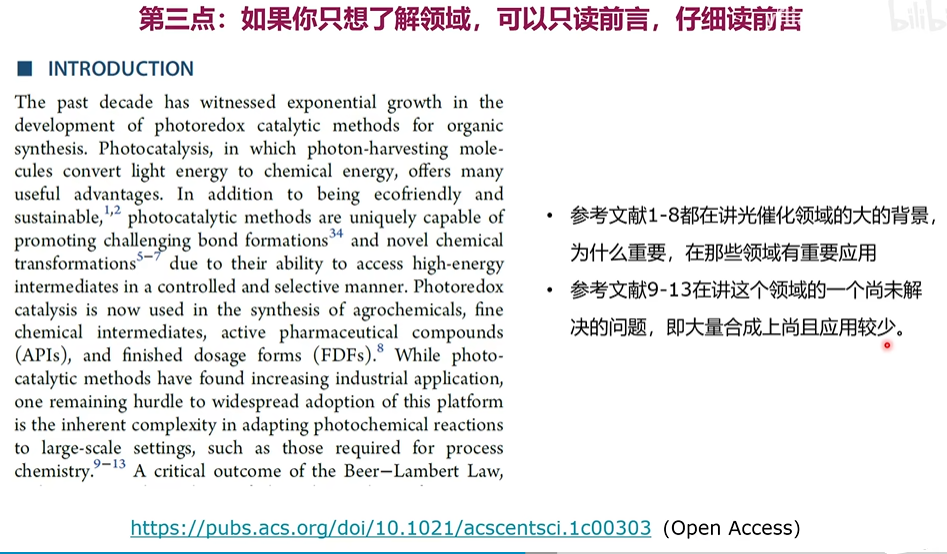 第三点：如果你只想了解领域，可以只读前言，仔细读前言
bilibili
■ INTRODUCTION
The past decade has witnessed exponential growth in the
development of photoredox catalytic methods for organic
synthesis. Photocatalysis, in which photon-harvesting mole-
cules convert light energy to chemical energy, offers many
useful advantages. In addition to being ecofriendly and
sustainable,1,2 photocatalytic methods are uniquely capable of
promoting challenging bond formations34 and novel chemical
transformations5−7 due to their ability to access high-energy
intermediates in a controlled and selective manner. Photoredox
catalysis is now used in the synthesis of agrochemicals, fine
chemical intermediates, active pharmaceutical compounds
(APIs), and finished dosage forms (FDFs).8 While photo-
catalytic methods have found increasing industrial application,
one remaining hurdle to widespread adoption of this platform
is the inherent complexity in adapting photochemical reactions
to large-scale settings, such as those required for process
chemistry.9−13 A critical outcome of the Beer−Lambert Law,
• 参考文献1-8都在讲光催化领域的大的背景，
为什么重要，在那些领域有重要应用
• 参考文献9-13在讲这个领域的一个尚未解
决的问题，即大量合成上尚且应用较少。
https://pubs.acs.org/doi/10.1021/acscentsci.1c00303 (Open Access)